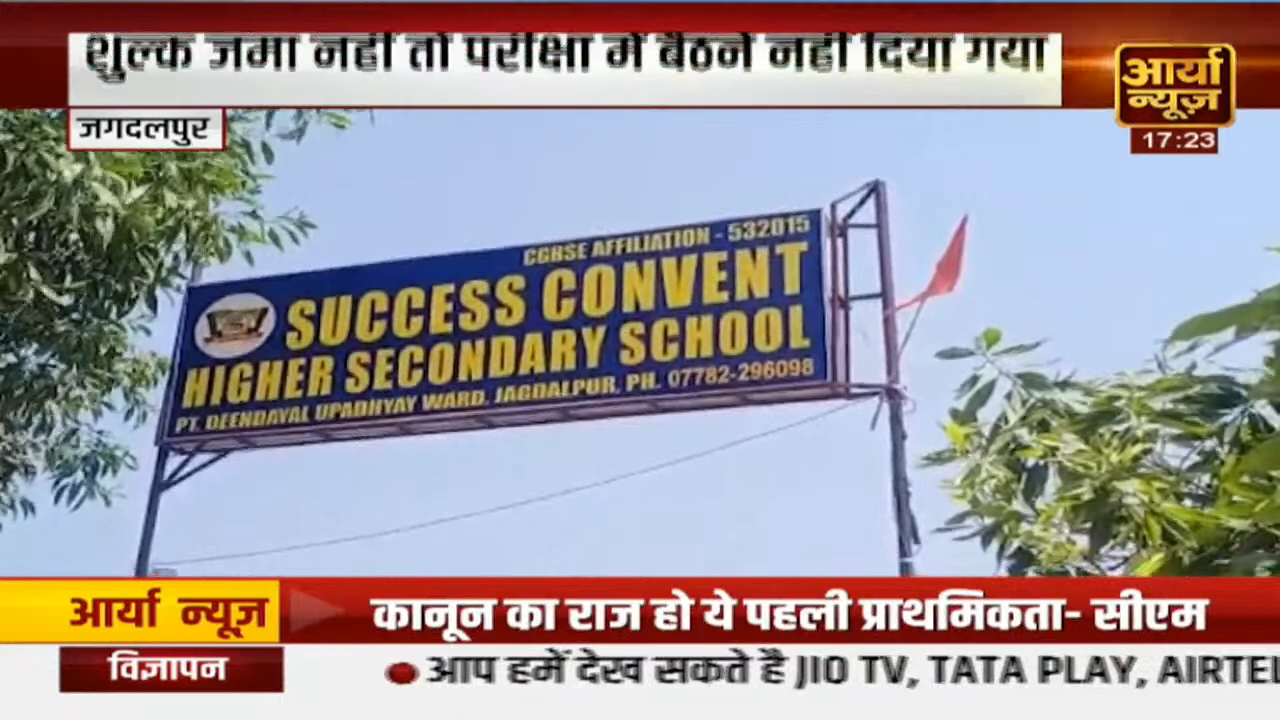 शुल्क जमा नहीं तो परीक्षा में बैठने नहीं दिया गया
जगदलपुर
आर्या
न्यूज़
17:23
CGBSE AFFILIATION - 532015
SUCCESS CONVENT
HIGHER SECONDARY SCHOOL
PT. DEENDAYAL UPADHYAY WARD, JAGDALPUR, PH. 07782-296098
आर्या न्यूज़
कानून का राज हो ये पहली प्राथमिकता- सीएम
विज्ञापन
आप हमें देख सकते है JIO TV, TATA PLAY, AIRTEL